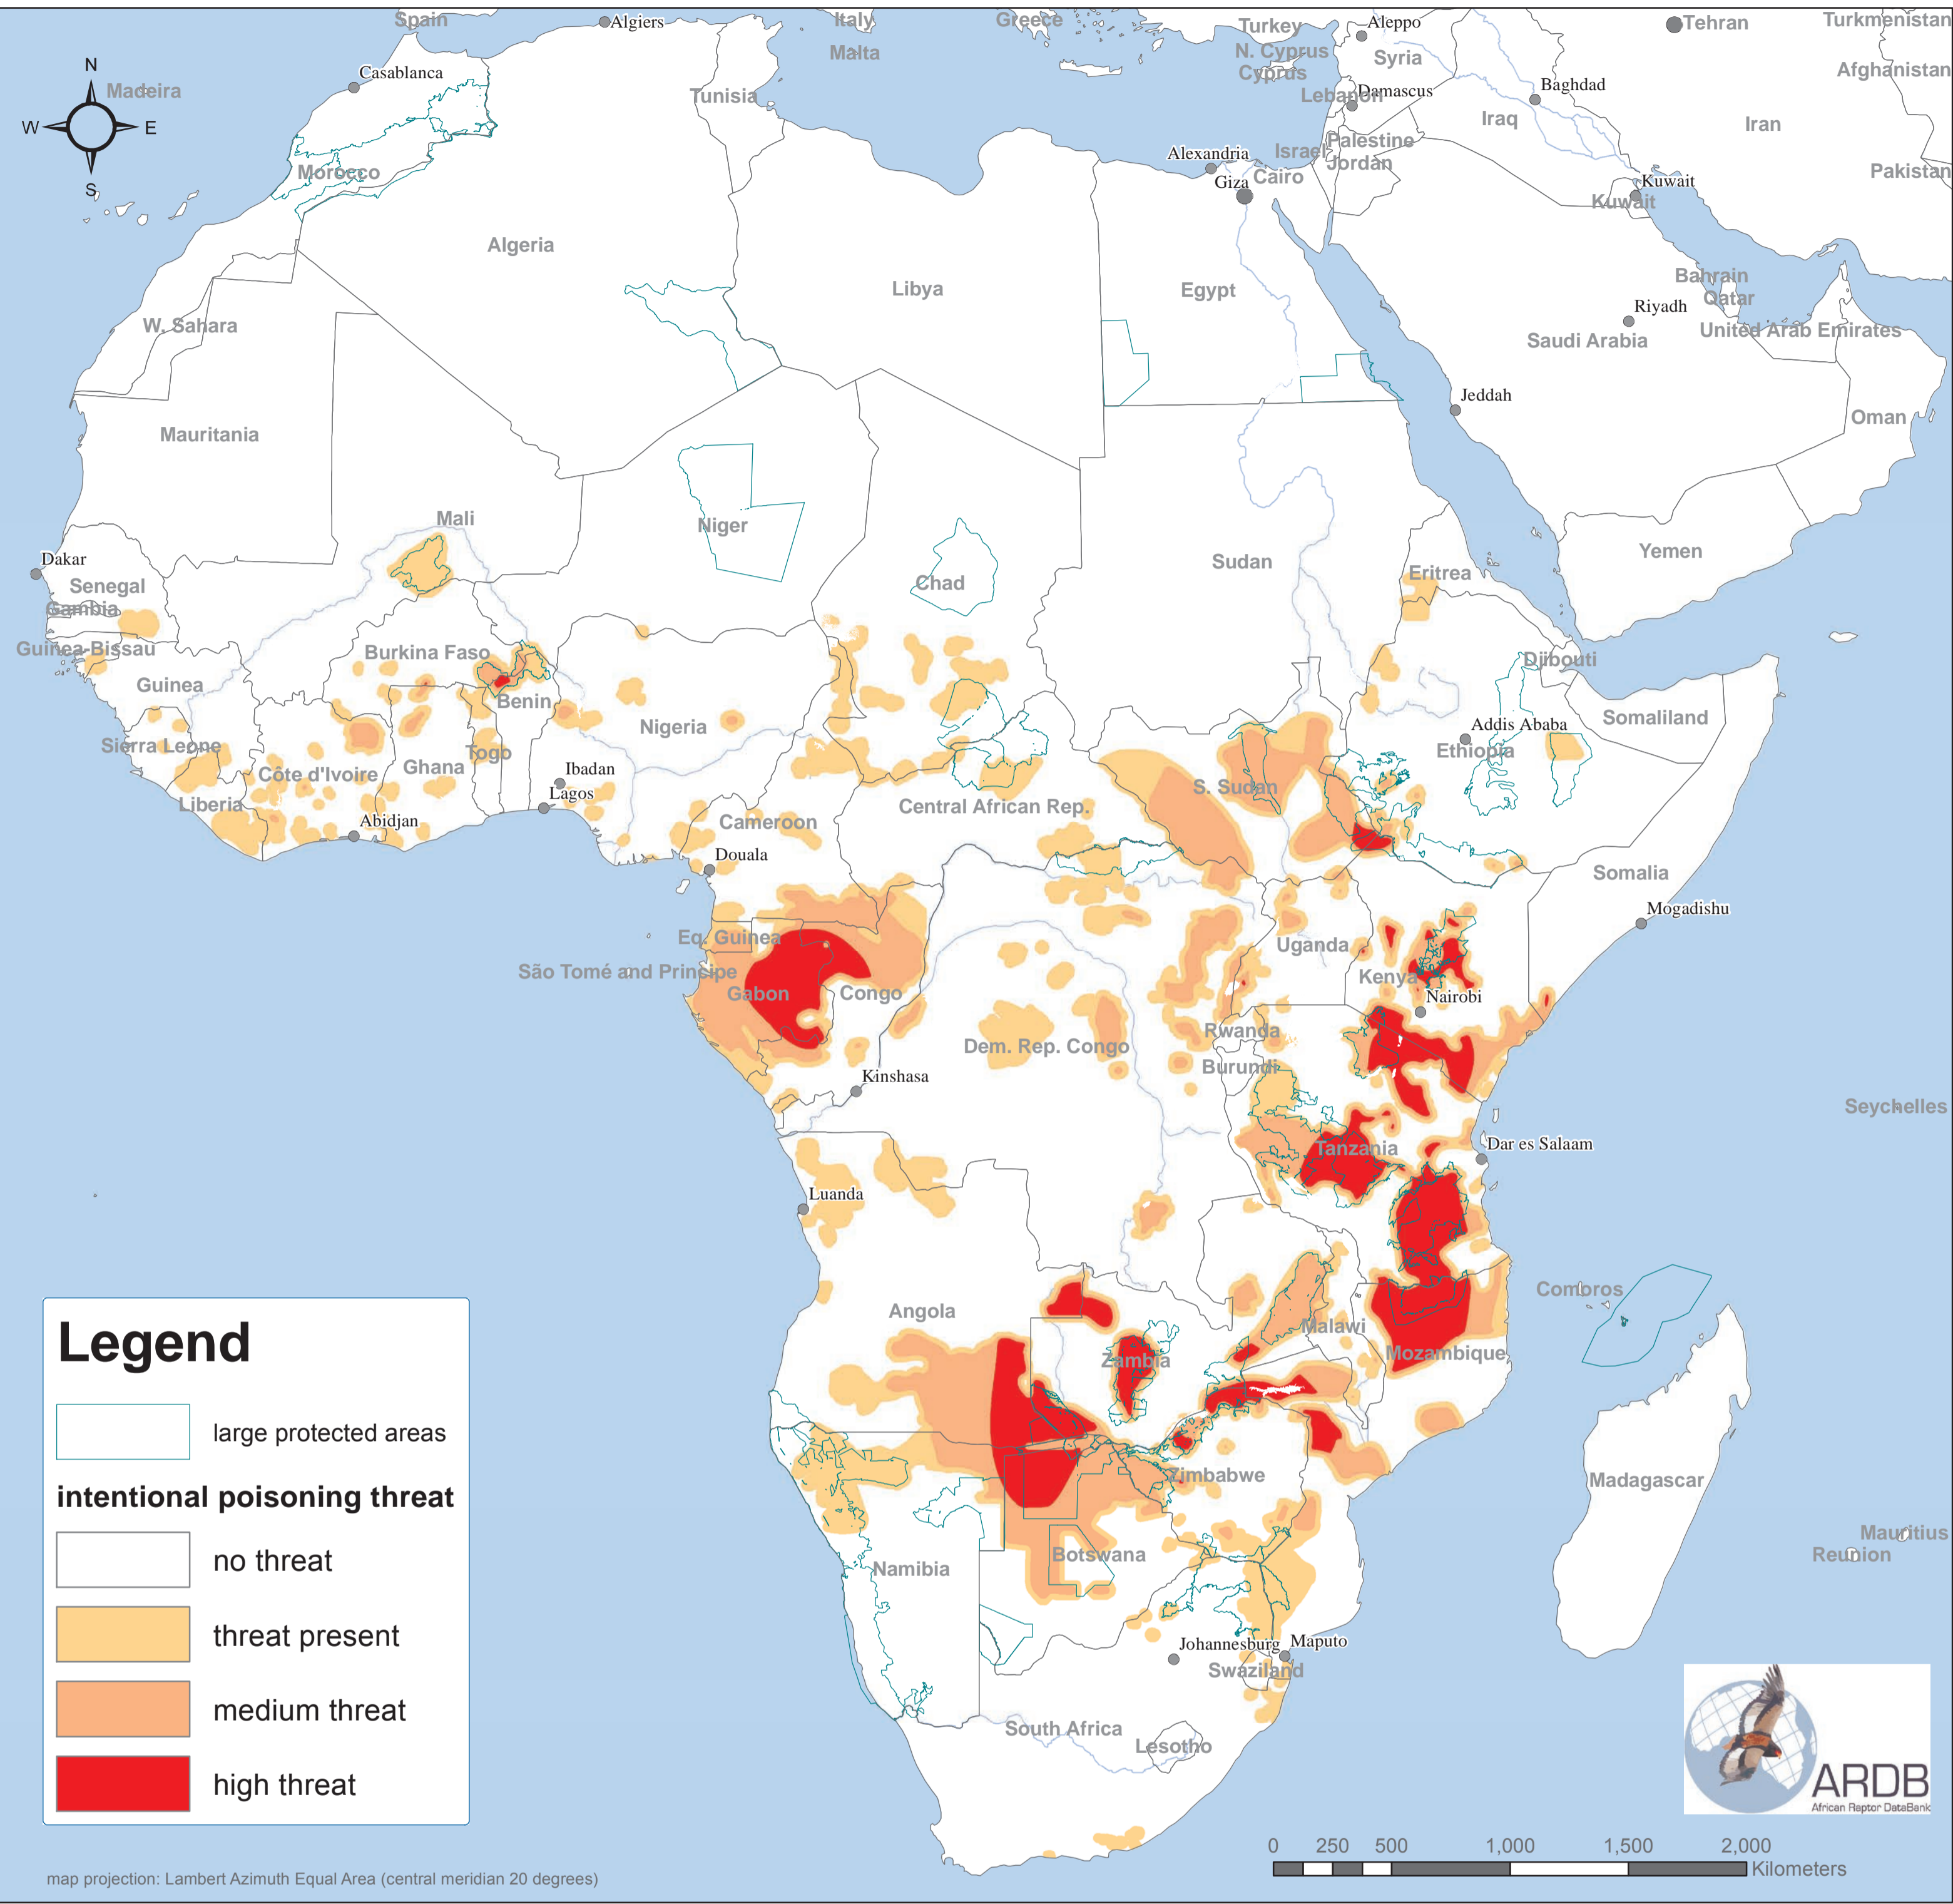 Spain
Algiers
Italy
Greece
Turkey
Aleppo
Tehran
Turkmenistan
Malta
N. Cyprus
Syria
Cyprus
Afghanistan
N
Casablanca
Madeira
Tunisia
Lebanon
Damascus
Baghdad
W
E
Iraq
Iran
Alexandria
Israel
Palestine
Jordan
Morocco
S
Giza
Cairo
Kuwait
Pakistan
Kuwait
Algeria
Libya
Egypt
Bahrain
Qatar
Riyadh
W. Sahara
Saudi Arabia
United Arab Emirates
Jeddah
Mauritania
Oman
Mali
Niger
Dakar
Senegal
Chad
Sudan
Eritrea
Yemen
Gambia
Guinea-Bissau
Burkina Faso
Djibouti
Guinea
Benin
Nigeria
Addis Ababa
Somaliland
Sierra Leone
Togo
Ethiopia
Côte d'Ivoire
Ghana
Ibadan
Lagos
S. Sudan
Liberia
Central African Rep.
Abidjan
Cameroon
Douala
Somalia
Mogadishu
Eq. Guinea
Uganda
São Tomé and Principe
Gabon
Congo
Kenya
Nairobi
Rwanda
Dem. Rep. Congo
Burundi
Kinshasa
Seychelles
Tanzania
Dar es Salaam
Luanda
Comoros
Angola
Malawi
Zambia
Mozambique
Zimbabwe
Madagascar
Mauritius
Reunion
Botswana
Namibia
Johannesburg
Maputo
Swaziland
South Africa
Lesotho
Legend
large protected areas
intentional poisoning threat
no threat
threat present
medium threat
high threat
ARDB
African Raptor DataBank
0 250 500 1,000 1,500 2,000
Kilometers
map projection: Lambert Azimuth Equal Area (central meridian 20 degrees)